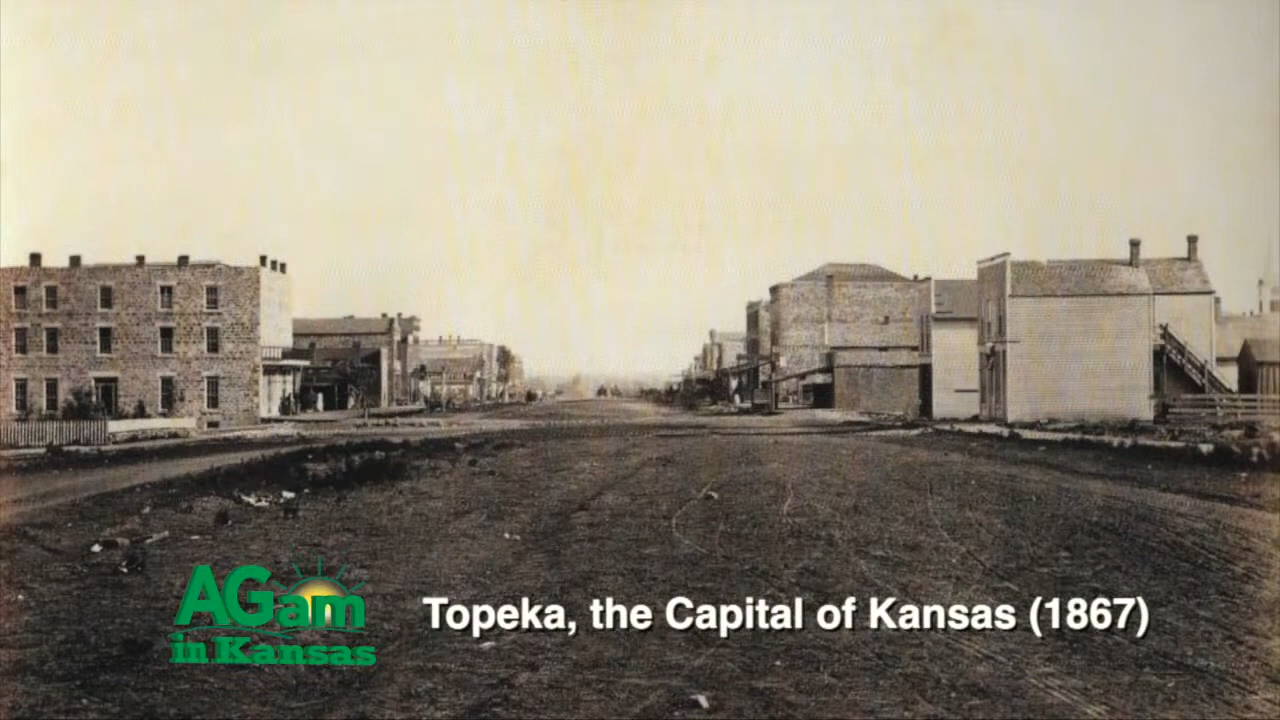 AGam
in Kansas
Topeka, the Capital of Kansas (1867)